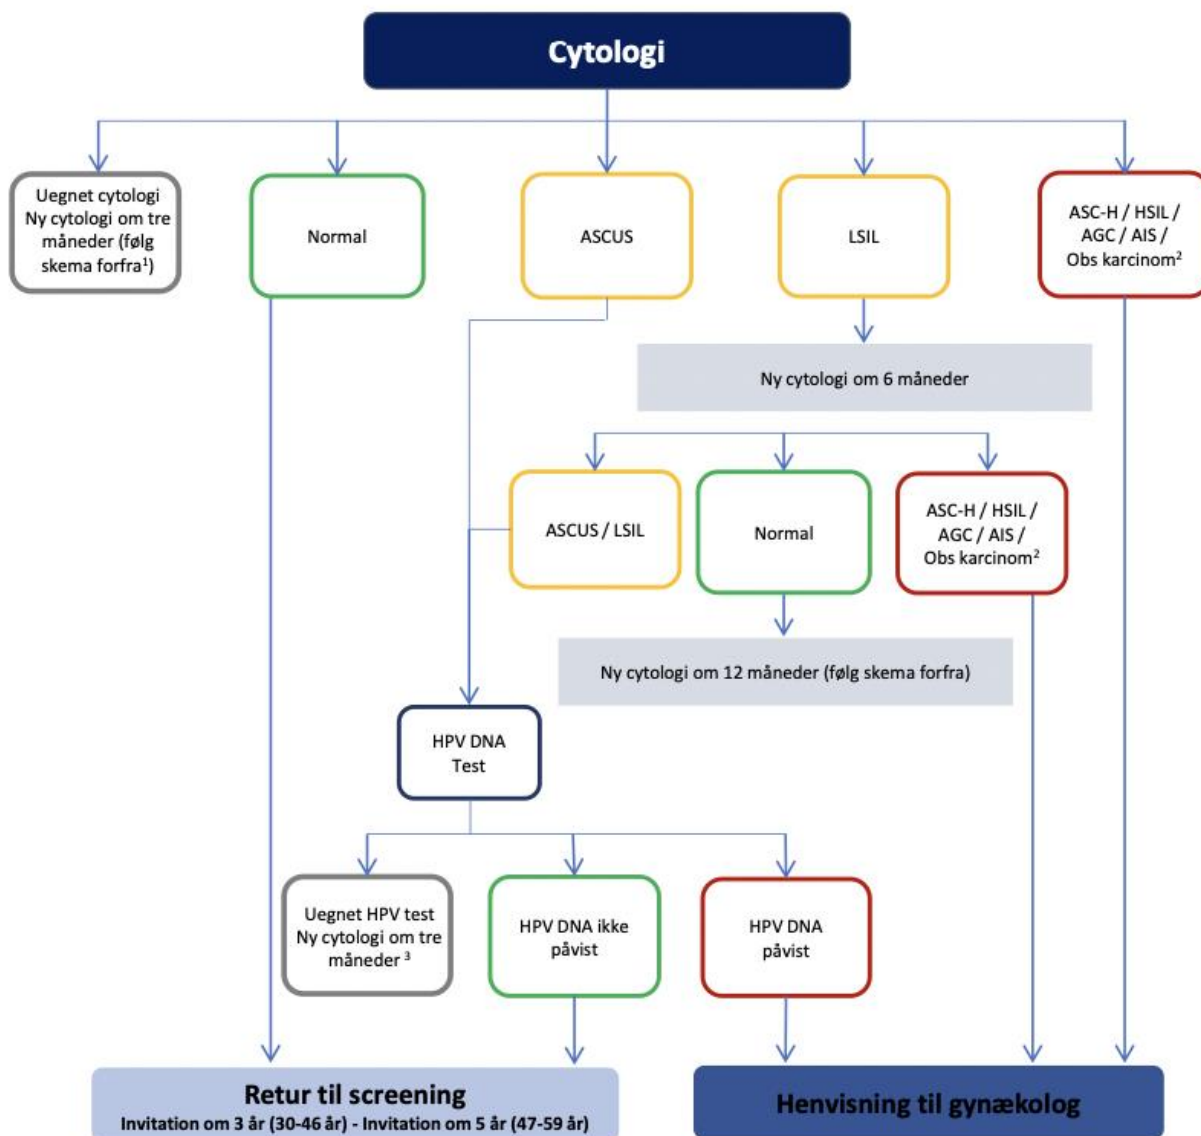 Cytologi
Uegnet cytologi
Ny cytologi om tre
måneder (følg
skema forfra¹)
Normal
ASCUS
LSIL
ASC-H / HSIL /
AGC / AIS /
Obs karcinom²
Ny cytologi om 6 måneder
ASCUS / LSIL
Normal
ASC-H / HSIL /
AGC / AIS /
Obs karcinom²
Ny cytologi om 12 måneder (følg skema forfra)
HPV DNA
Test
Uegnet HPV test
Ny cytologi om tre
måneder ³
HPV DNA ikke
påvist
HPV DNA
påvist
Retur til screening
Invitation om 3 år (30-46 år) - Invitation om 5 år (47-59 år)
Henvisning til gynækolog